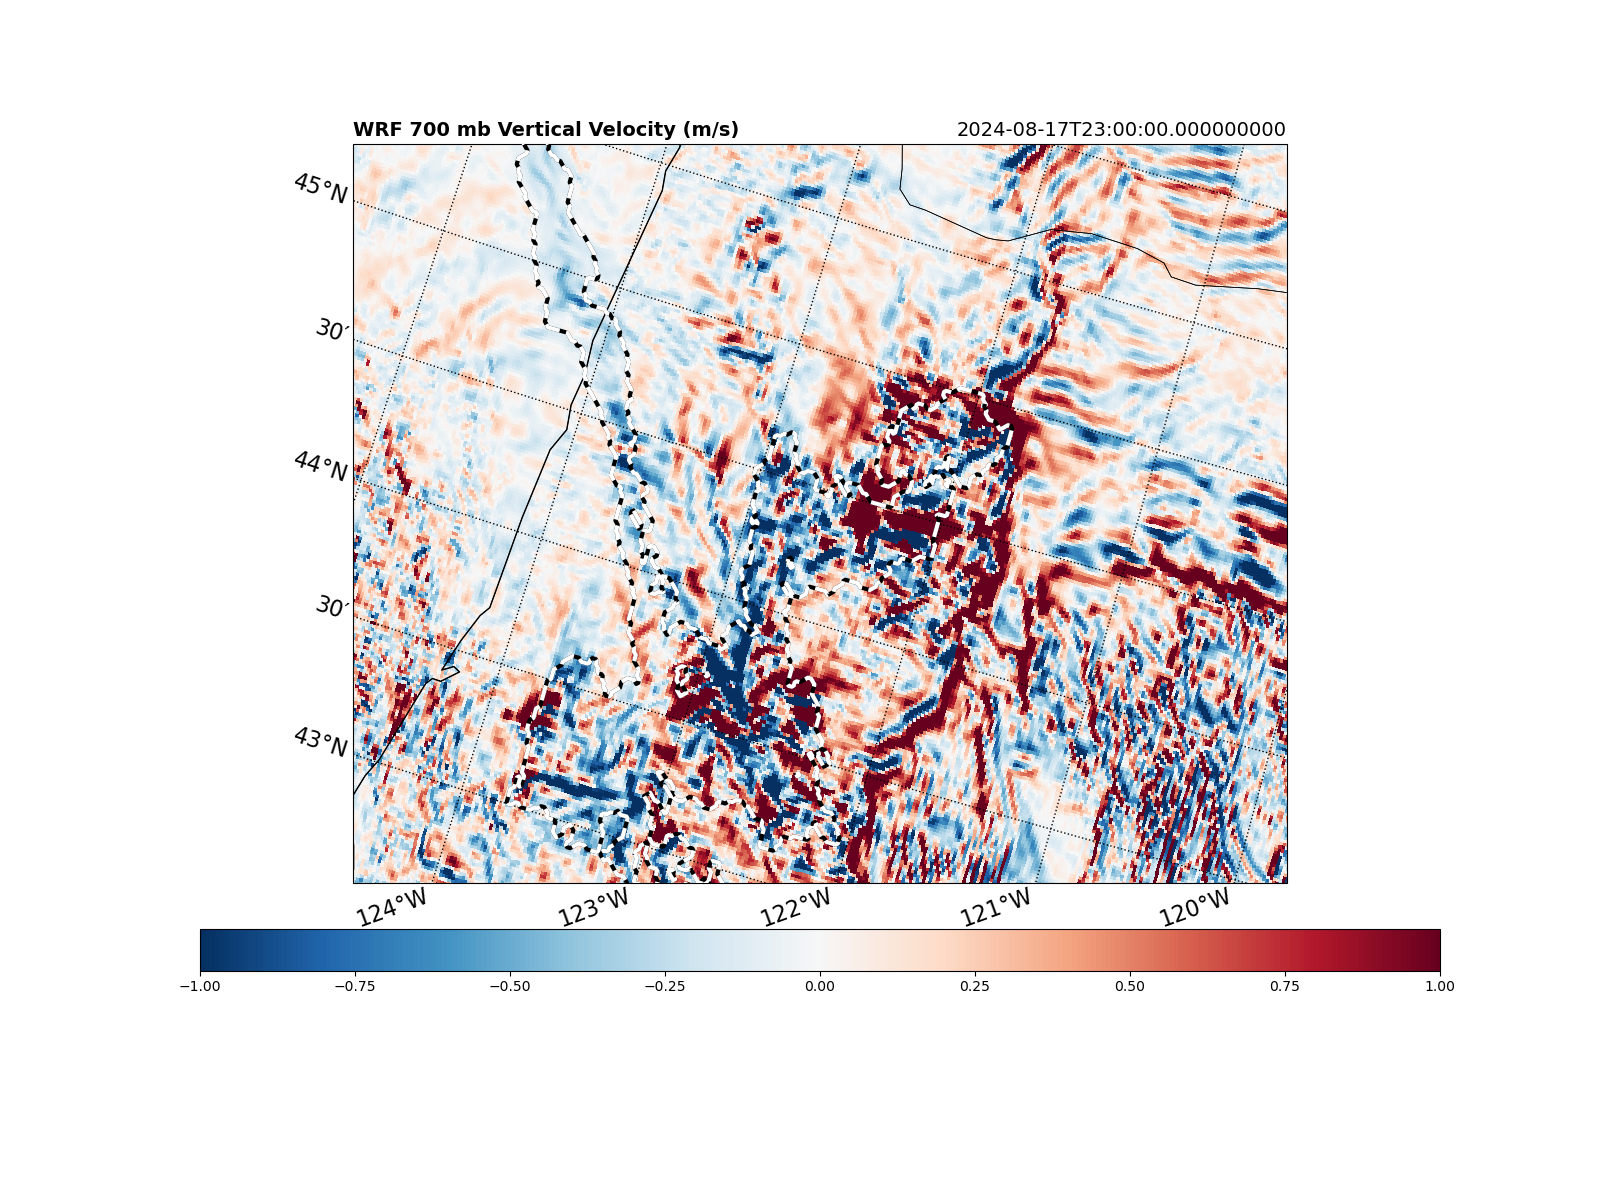 WRF 700 mb Vertical Velocity (m/s) 2024-08-17T23:00:00.000000000
45°N
30′
44°N
30′
43°N
124°W 123°W 122°W 121°W 120°W
−1.00 −0.75 −0.50 −0.25 0.00 0.25 0.50 0.75 1.00